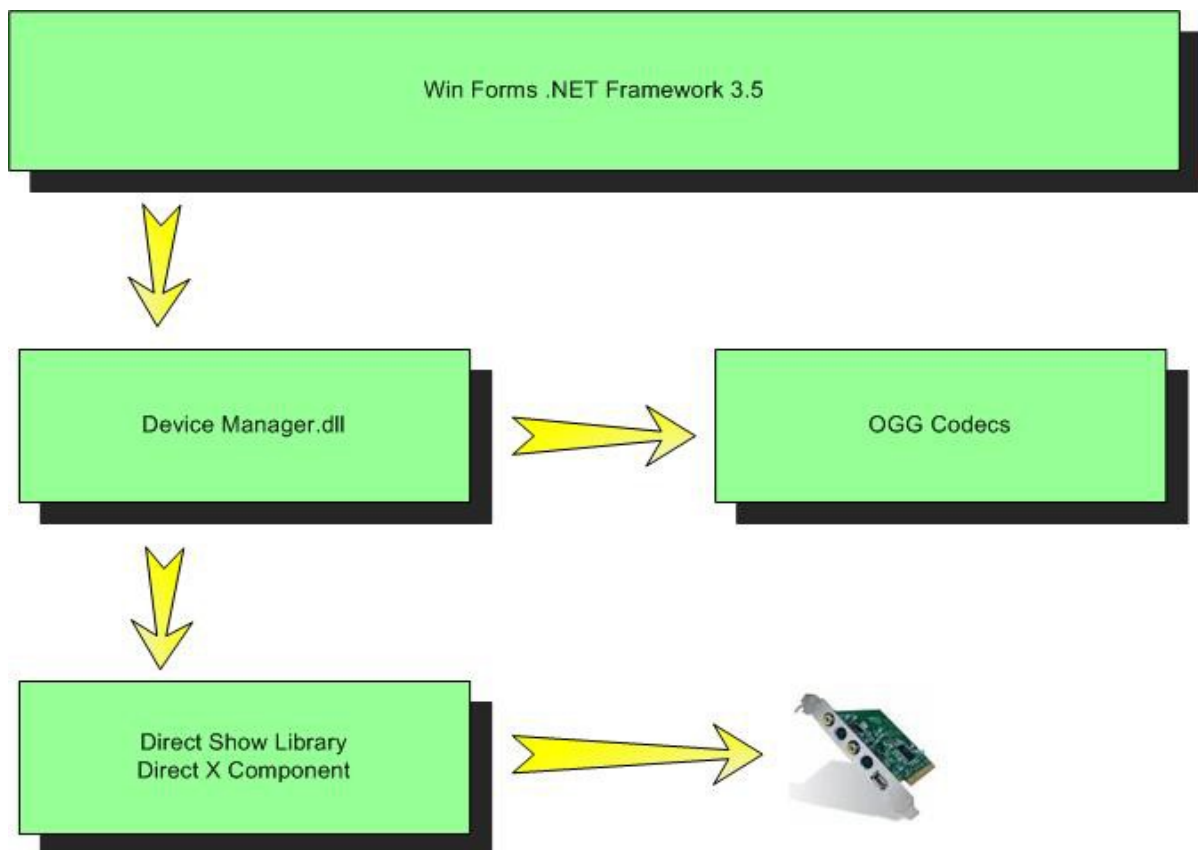 Win Forms .NET Framework 3.5
Device Manager.dll
OGG Codecs
Direct Show Library
Direct X Component